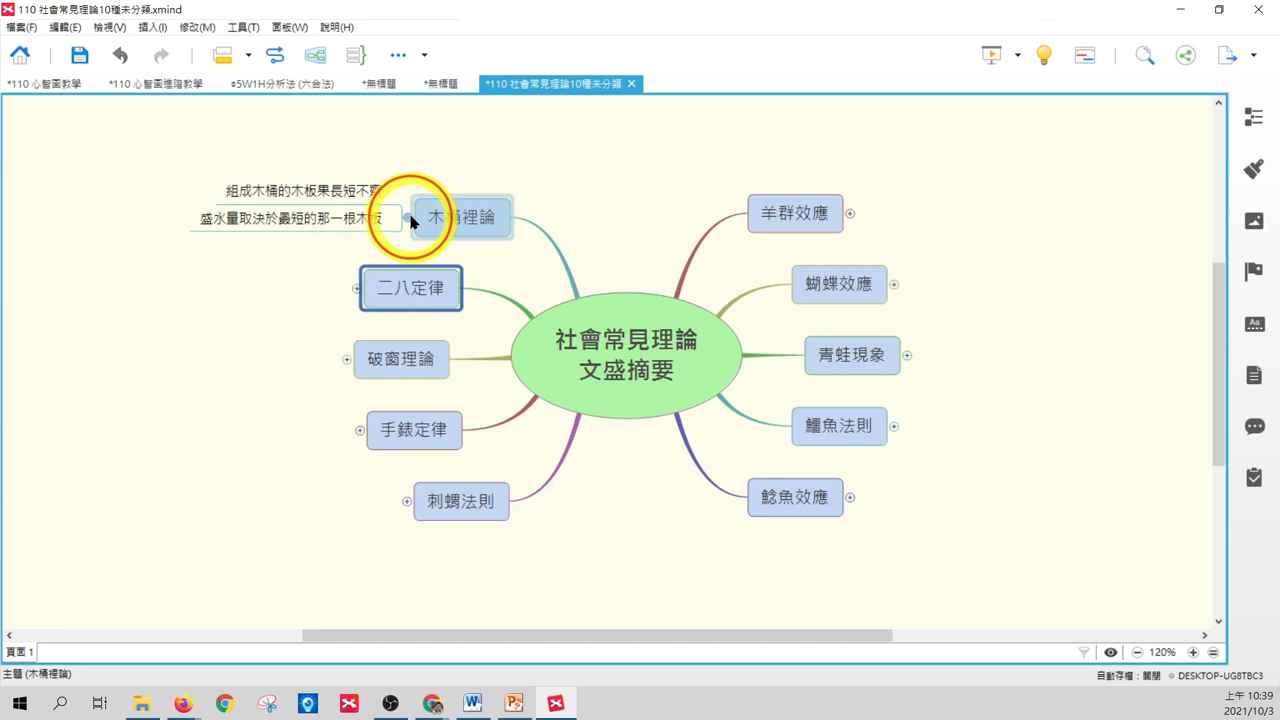 110 社會常見理論10種未分類.xmind
檔案(F) 編輯(E) 檢視(V) 插入(I) 修改(M) 工具(T) 面板(W) 說明(H)
*110 心智圖教學 *110 心智圖進階教學 5W1H分析法 (六合法) *無標題 *無標題 *110 社會常見理論10種未分類
組成木桶的木板果長短不齊
盛水量取決於最短的那一根木板
木桶裡論
二八定律
破窗理論
手錶定律
刺蝟法則
社會常見理論
文盛摘要
羊群效應
蝴蝶效應
青蛙現象
鱷魚法則
鯰魚效應
Aa
頁面 1
120%
主題 (木桶裡論)
自動存檔：關閉 DESKTOP-UG8TBC3
上午 10:39
2021/10/3